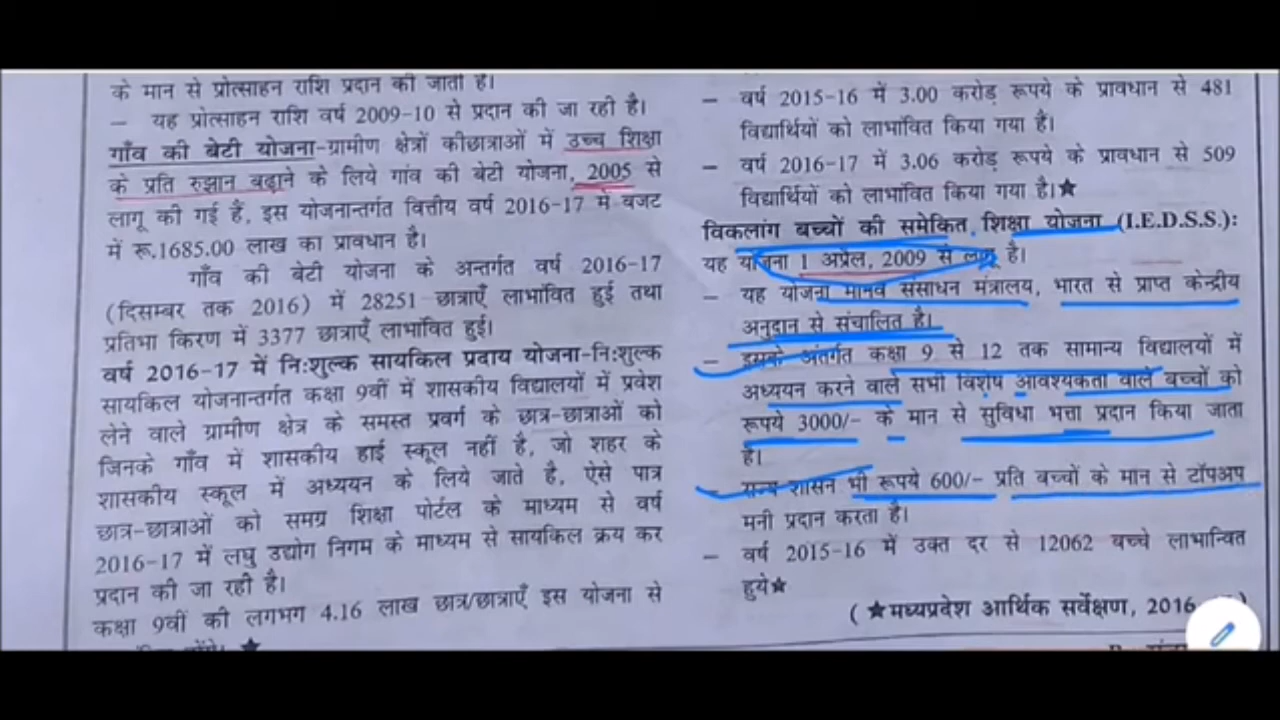 के मान से प्रोत्साहन राशि प्रदान की जाती है।
– यह प्रोत्साहन राशि वर्ष 2009-10 से प्रदान की जा रही है।
गाँव की बेटी योजना-ग्रामीण क्षेत्रों कीछात्राओं में उच्च शिक्षा
के प्रति रुझान बढ़ाने के लिये गांव की बेटी योजना, 2005 से
लागू की गई है, इस योजनान्तर्गत वित्तीय वर्ष 2016-17 में बजट
में रू.1685.00 लाख का प्रावधान है।
गाँव की बेटी योजना के अन्तर्गत वर्ष 2016-17
(दिसम्बर तक 2016) में 28251 छात्राएँ लाभांवित हुई तथा
प्रतिभा किरण में 3377 छात्राएँ लाभांवित हुई।
वर्ष 2016-17 में निःशुल्क सायकिल प्रदाय योजना-निःशुल्क
सायकिल योजनान्तर्गत कक्षा 9वीं में शासकीय विद्यालयों में प्रवेश
लेने वाले ग्रामीण क्षेत्र के समस्त प्रवर्ग के छात्र-छात्राओं को
जिनके गाँव में शासकीय हाई स्कूल नहीं है, जो शहर के
शासकीय स्कूल में अध्ययन के लिये जाते है, ऐसे पात्र
छात्र-छात्राओं को समग्र शिक्षा पोर्टल के माध्यम से वर्ष
2016-17 में लघु उद्योग निगम के माध्यम से सायकिल क्रय कर
प्रदान की जा रही है।
कक्षा 9वीं की लगभग 4.16 लाख छात्र/छात्राएँ इस योजना से
– वर्ष 2015-16 में 3.00 करोड़ रूपये के प्रावधान से 481
विद्यार्थियों को लाभांवित किया गया है।
– वर्ष 2016-17 में 3.06 करोड़ रूपये के प्रावधान से 509
विद्यार्थियों को लाभांवित किया गया है।★
विकलांग बच्चों की समेकित शिक्षा योजना (I.E.D.S.S.):
यह योजना 1 अप्रेल, 2009 से लागू है।
– यह योजना मानव संसाधन मंत्रालय, भारत से प्राप्त केन्द्रीय
अनुदान से संचालित है।
– इसके अंतर्गत कक्षा 9 से 12 तक सामान्य विद्यालयों में
अध्ययन करने वाले सभी विशेष आवश्यकता वाले बच्चों को
रूपये 3000/- के मान से सुविधा भत्ता प्रदान किया जाता
है।
– राज्य शासन भी रूपये 600/- प्रति बच्चों के मान से टॉपअप
मनी प्रदान करता है।
– वर्ष 2015-16 में उक्त दर से 12062 बच्चे लाभान्वित
हुये★
(★मध्यप्रदेश आर्थिक सर्वेक्षण, 2016